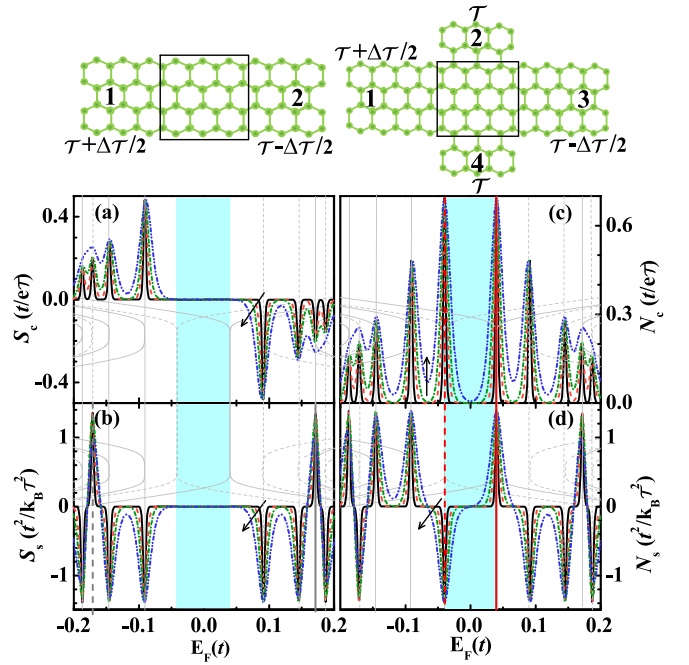 𝒯
2
𝒯+Δ𝒯/2
𝒯+Δ𝒯/2
1
2
1
3
𝒯-Δ𝒯/2
𝒯-Δ𝒯/2
4
𝒯
(a)
(c)
0.4
0.0
-0.4
S_c (t/e𝒯)
0.6
0.3
0.0
N_c (t/e𝒯)
(b)
(d)
1
0
-1
S_s (t²/k_B𝒯²)
1
0
-1
N_s (t²/k_B𝒯²)
-0.2 -0.1 0.0 0.1 -0.2 -0.1 0.0 0.1 0.2
E_F(t)
E_F(t)